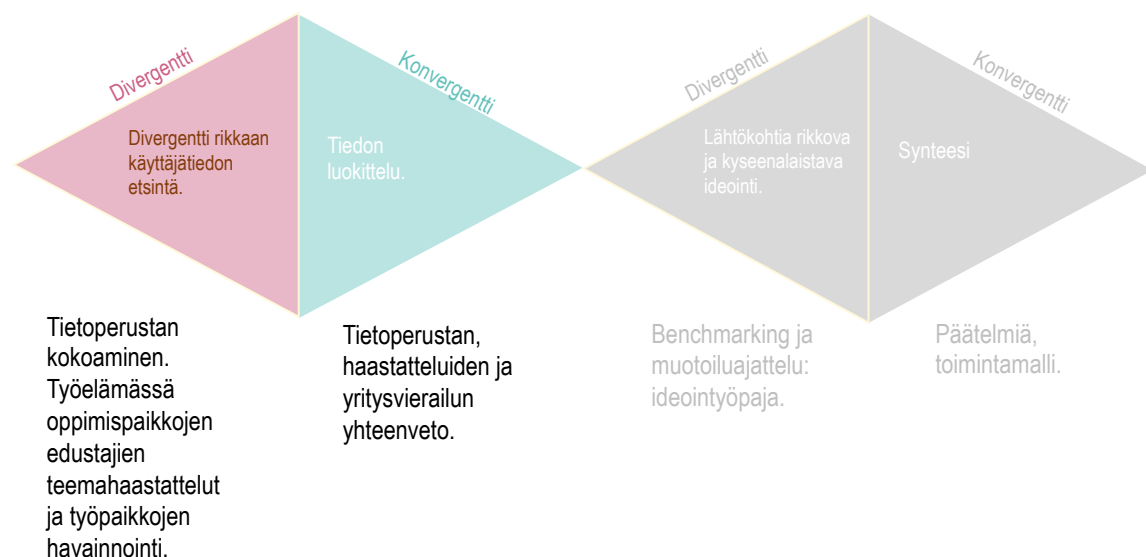 Divergentti
Divergentti rikkaan
käyttäjätiedon
etsintä.
Konvergentti
Tiedon
luokittelu.
Divergentti
Lähtökohtia rikkova
ja kyseenalaistava
ideointi.
Konvergentti
Synteesi
Tietoperustan
kokoaminen.
Työelämässä
oppimispaikkojen
edustajien
teemahaastattelut
ja työpaikkojen
havainnointi.
Tietoperustan,
haastatteluiden ja
yritysvierailun
yhteenveto.
Benchmarking ja
muotoiluajattelu:
ideointyöpaja.
Päätelmiä,
toimintamalli.